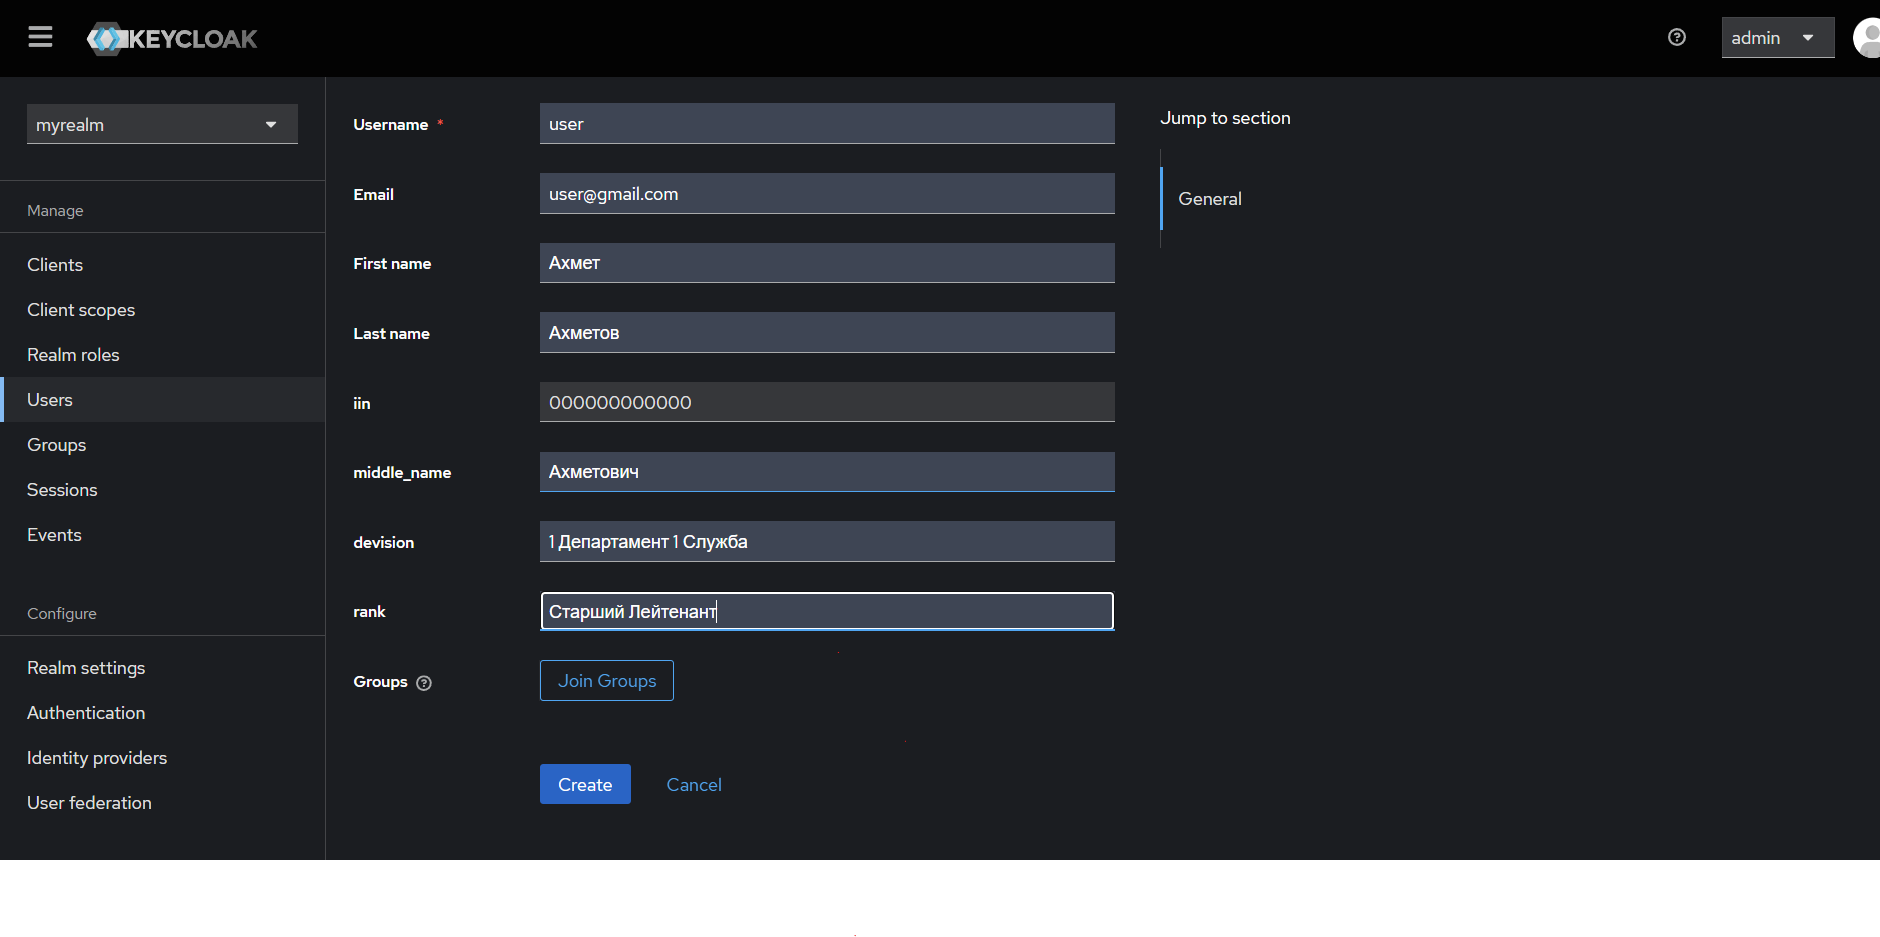 KEYCLOAK
admin
myrealm
Manage
Clients
Client scopes
Realm roles
Users
Groups
Sessions
Events
Configure
Realm settings
Authentication
Identity providers
User federation
Username * user
Email user@gmail.com
First name Ахмет
Last name Ахметов
iin 000000000000
middle_name Ахметович
devision 1 Департамент 1 Служба
rank Старший Лейтенант
Groups Join Groups
Create Cancel
Jump to section
General